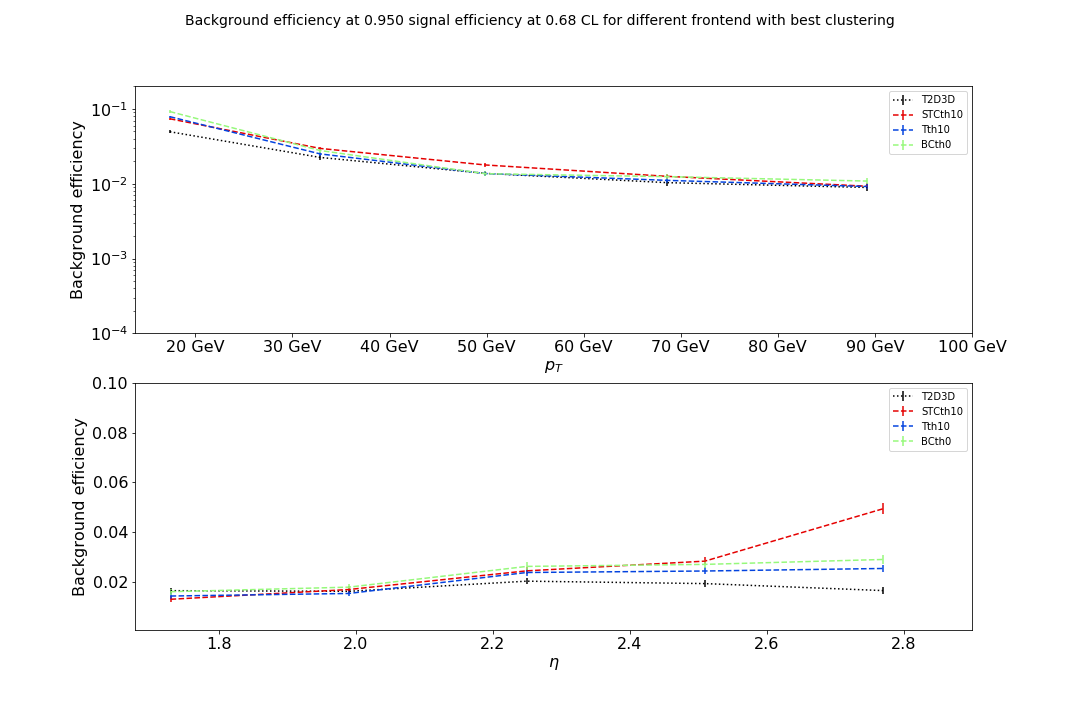 Background efficiency at 0.950 signal efficiency at 0.68 CL for different frontend with best clustering
Background efficiency
10⁻¹
10⁻²
10⁻³
10⁻⁴
T2D3D
STCth10
Tth10
BCth0
20 GeV 30 GeV 40 GeV 50 GeV 60 GeV 70 GeV 80 GeV 90 GeV 100 GeV
p_T
Background efficiency
0.10
0.08
0.06
0.04
0.02
T2D3D
STCth10
Tth10
BCth0
1.8 2.0 2.2 2.4 2.6 2.8
η